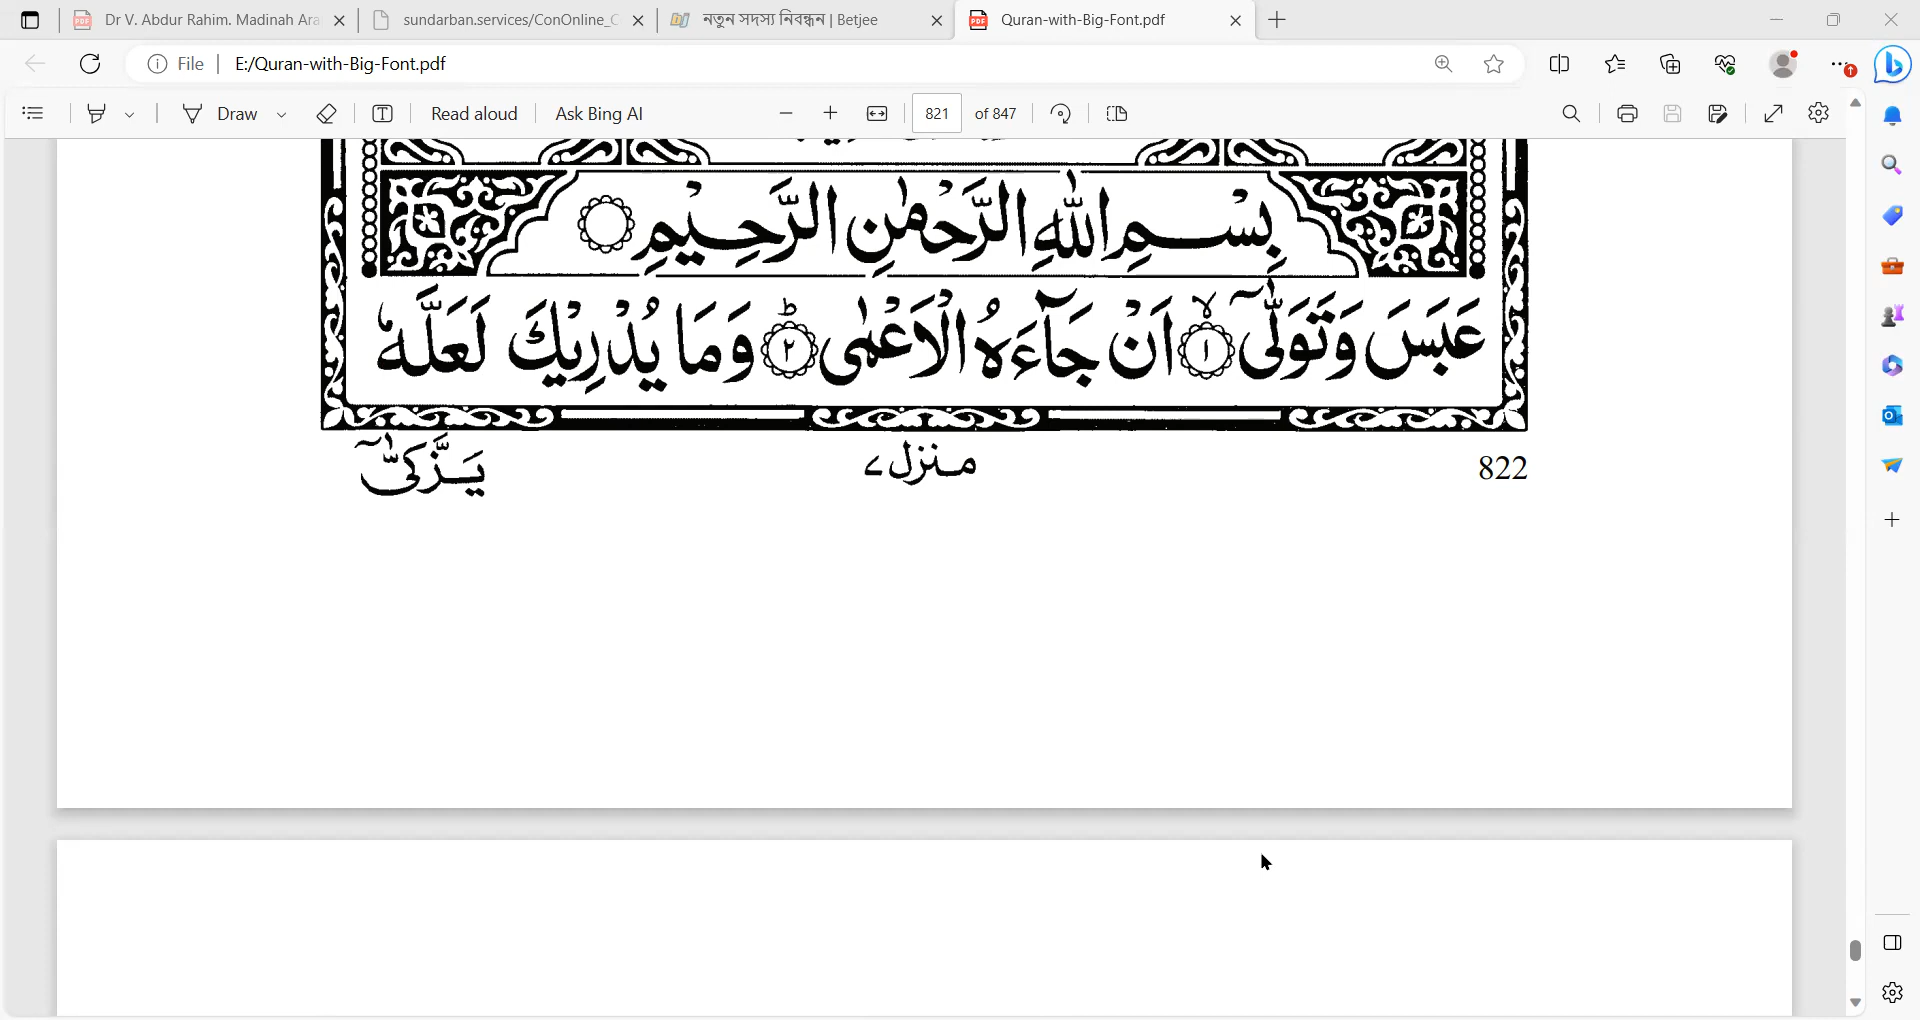 Dr V. Abdur Rahim. Madinah Ara
sundarban.services/ConOnline_C
নতুন সদস্য নিবন্ধন | Betjee
Quran-with-Big-Font.pdf
File
E:/Quran-with-Big-Font.pdf
Draw
Read aloud
Ask Bing AI
821
of 847
بِسْمِ اللّٰهِ الرَّحْمٰنِ الرَّحِيْمِ
عَبَسَ وَتَوَلّٰٓى ۙ﴿۱﴾ اَنْ جَآءَهُ الْاَعْمٰى ؕ﴿۲﴾ وَمَا يُدْرِيْكَ لَعَلَّهٗ
يَزَّكّٰىٓ
منزل ۷
822